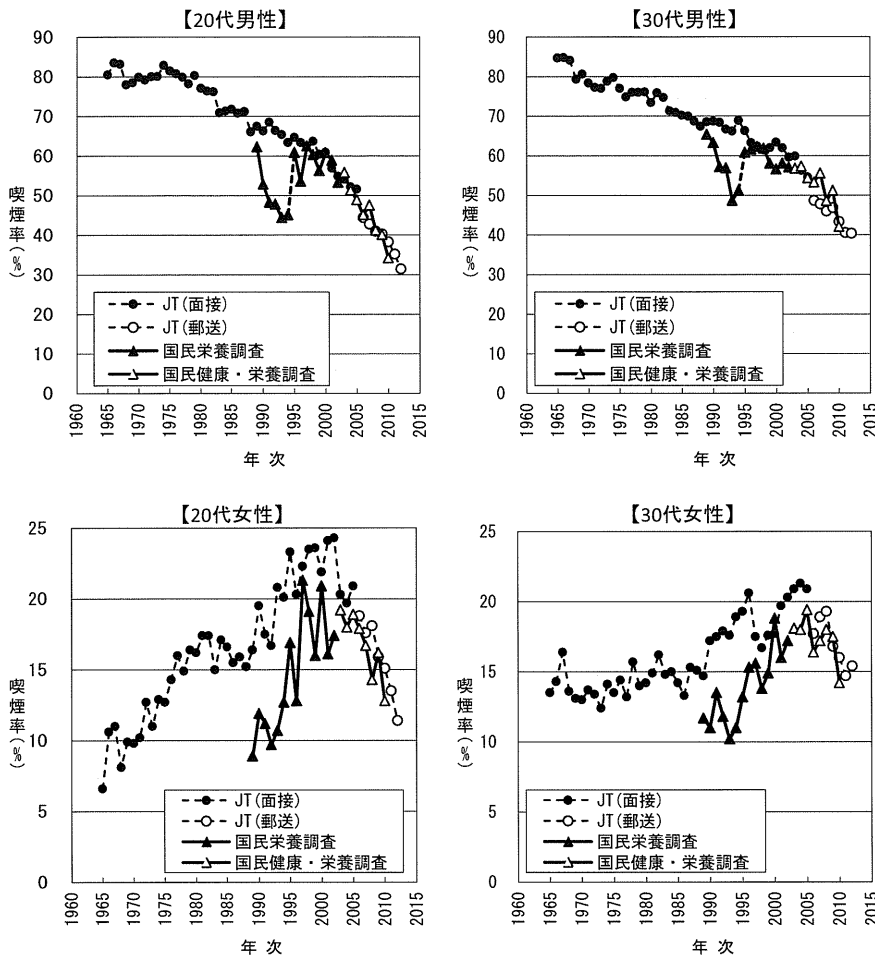 【20代男性】
90
80
70
60
50
40
30
20
10
0
喫煙率(%)
JT(面接)
JT(郵送)
国民栄養調査
国民健康・栄養調査
1960
1965
1970
1975
1980
1985
1990
1995
2000
2005
2010
2015
年 次
【30代男性】
90
80
70
60
50
40
30
20
10
0
喫煙率(%)
JT(面接)
JT(郵送)
国民栄養調査
国民健康・栄養調査
1960
1965
1970
1975
1980
1985
1990
1995
2000
2005
2010
2015
年 次
【20代女性】
25
20
15
10
5
0
喫煙率(%)
JT(面接)
JT(郵送)
国民栄養調査
国民健康・栄養調査
1960
1965
1970
1975
1980
1985
1990
1995
2000
2005
2010
2015
年 次
【30代女性】
25
20
15
10
5
0
喫煙率(%)
JT(面接)
JT(郵送)
国民栄養調査
国民健康・栄養調査
1960
1965
1970
1975
1980
1985
1990
1995
2000
2005
2010
2015
年 次